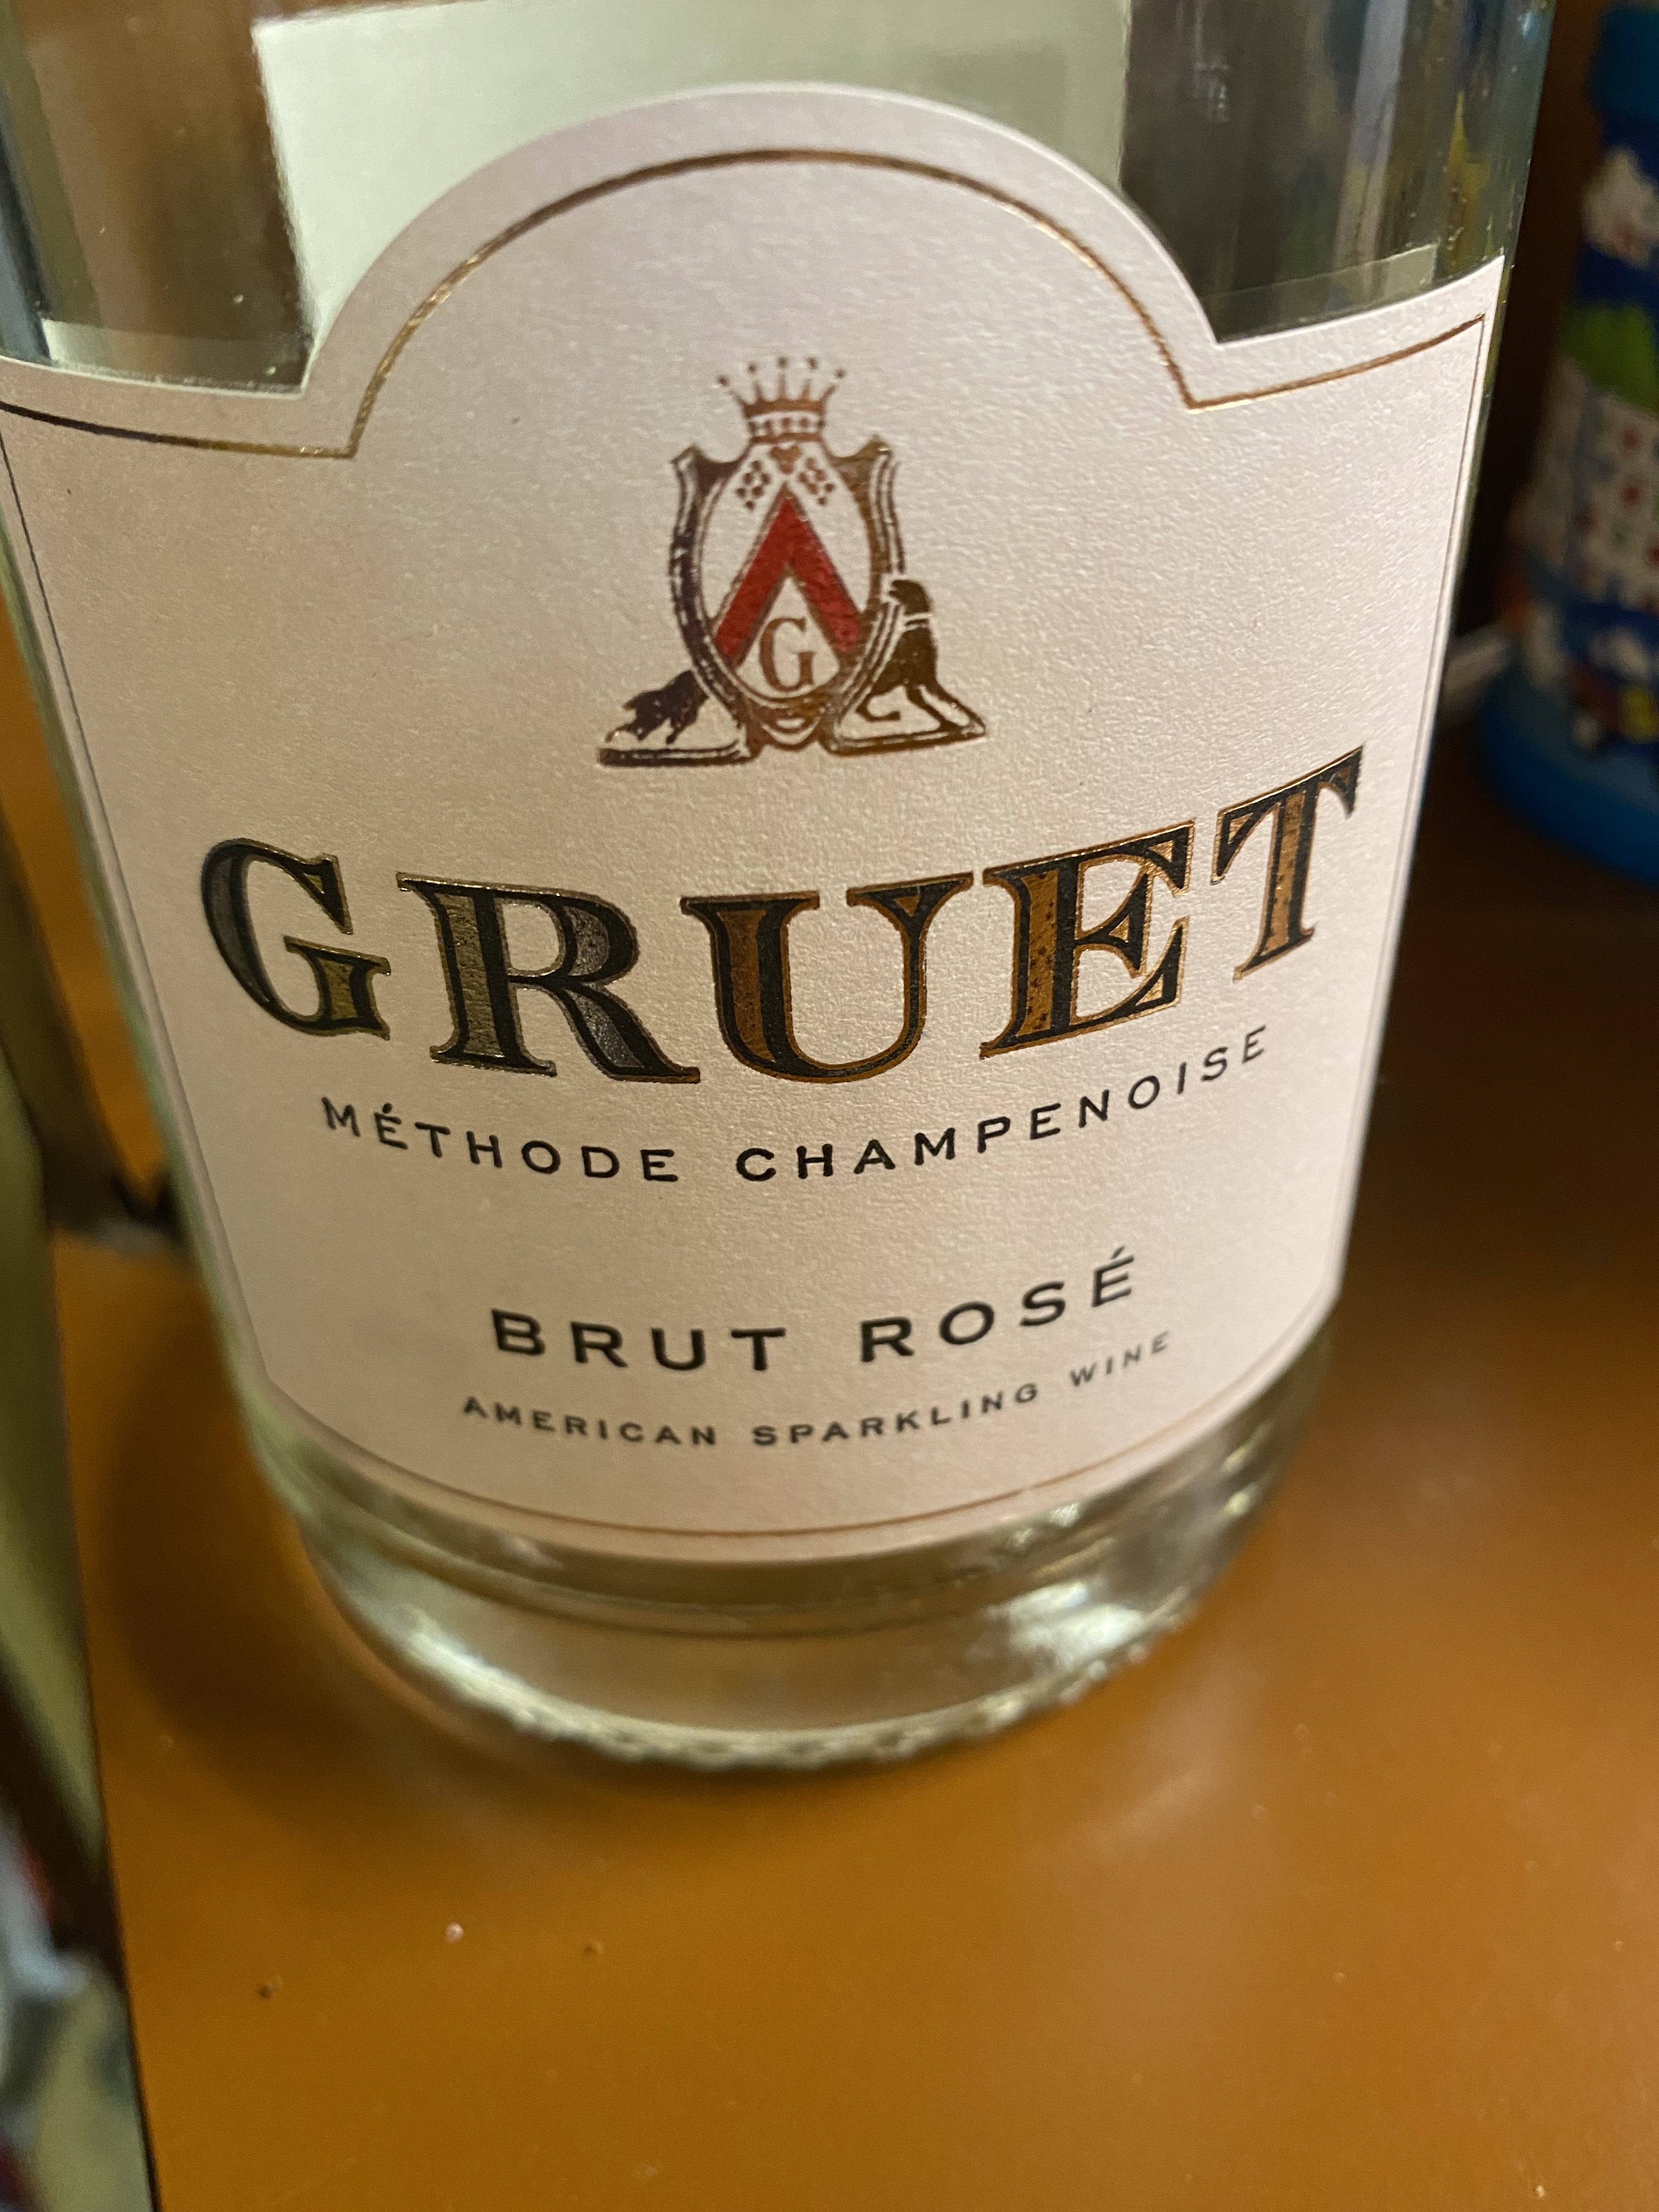 G
GRUET
MÉTHODE CHAMPENOISE
BRUT ROSÉ
AMERICAN SPARKLING WINE